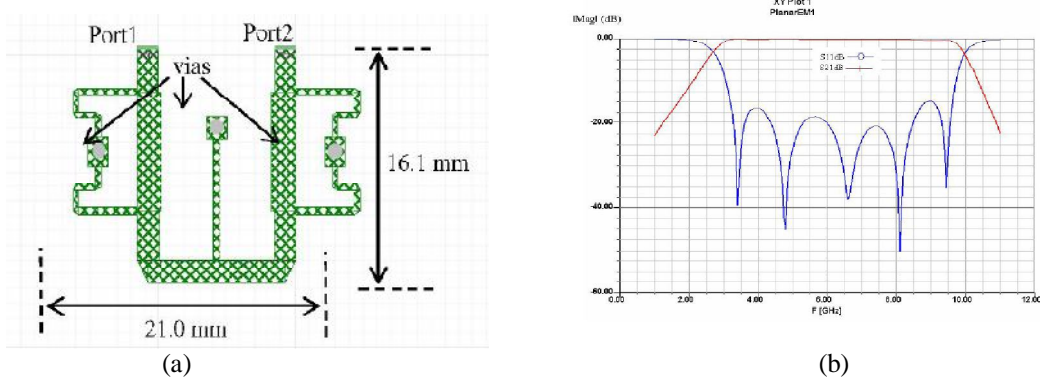 Port1
Port2
vias
16.1 mm
21.0 mm
(a)
XY Plot 1
PlanarEM1
|Mag| (dB)
0.00
S11dB
S21dB
-20.00
-40.00
-60.00
0.00 2.00 4.00 6.00 8.00 10.00 12.00
F [GHz]
(b)